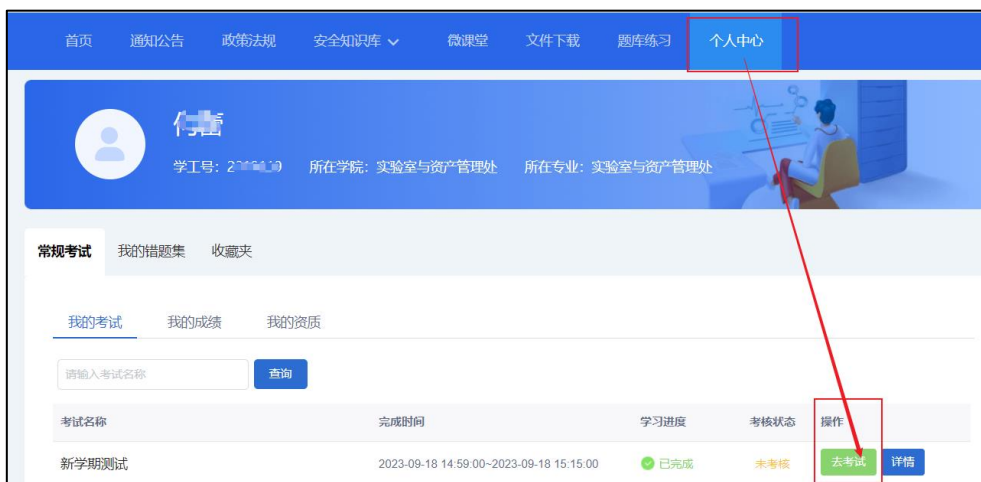 首页 通知公告 政策法规 安全知识库 微课堂 文件下载 题库练习 个人中心
学工号： 所在学院：实验室与资产管理处 所在专业：实验室与资产管理处
常规考试 我的错题集 收藏夹
我的考试 我的成绩 我的资质
请输入考试名称 查询
考试名称 完成时间 学习进度 考核状态 操作
新学期测试 2023-09-18 14:59:00~2023-09-18 15:15:00 已完成 未考核 去考试 详情